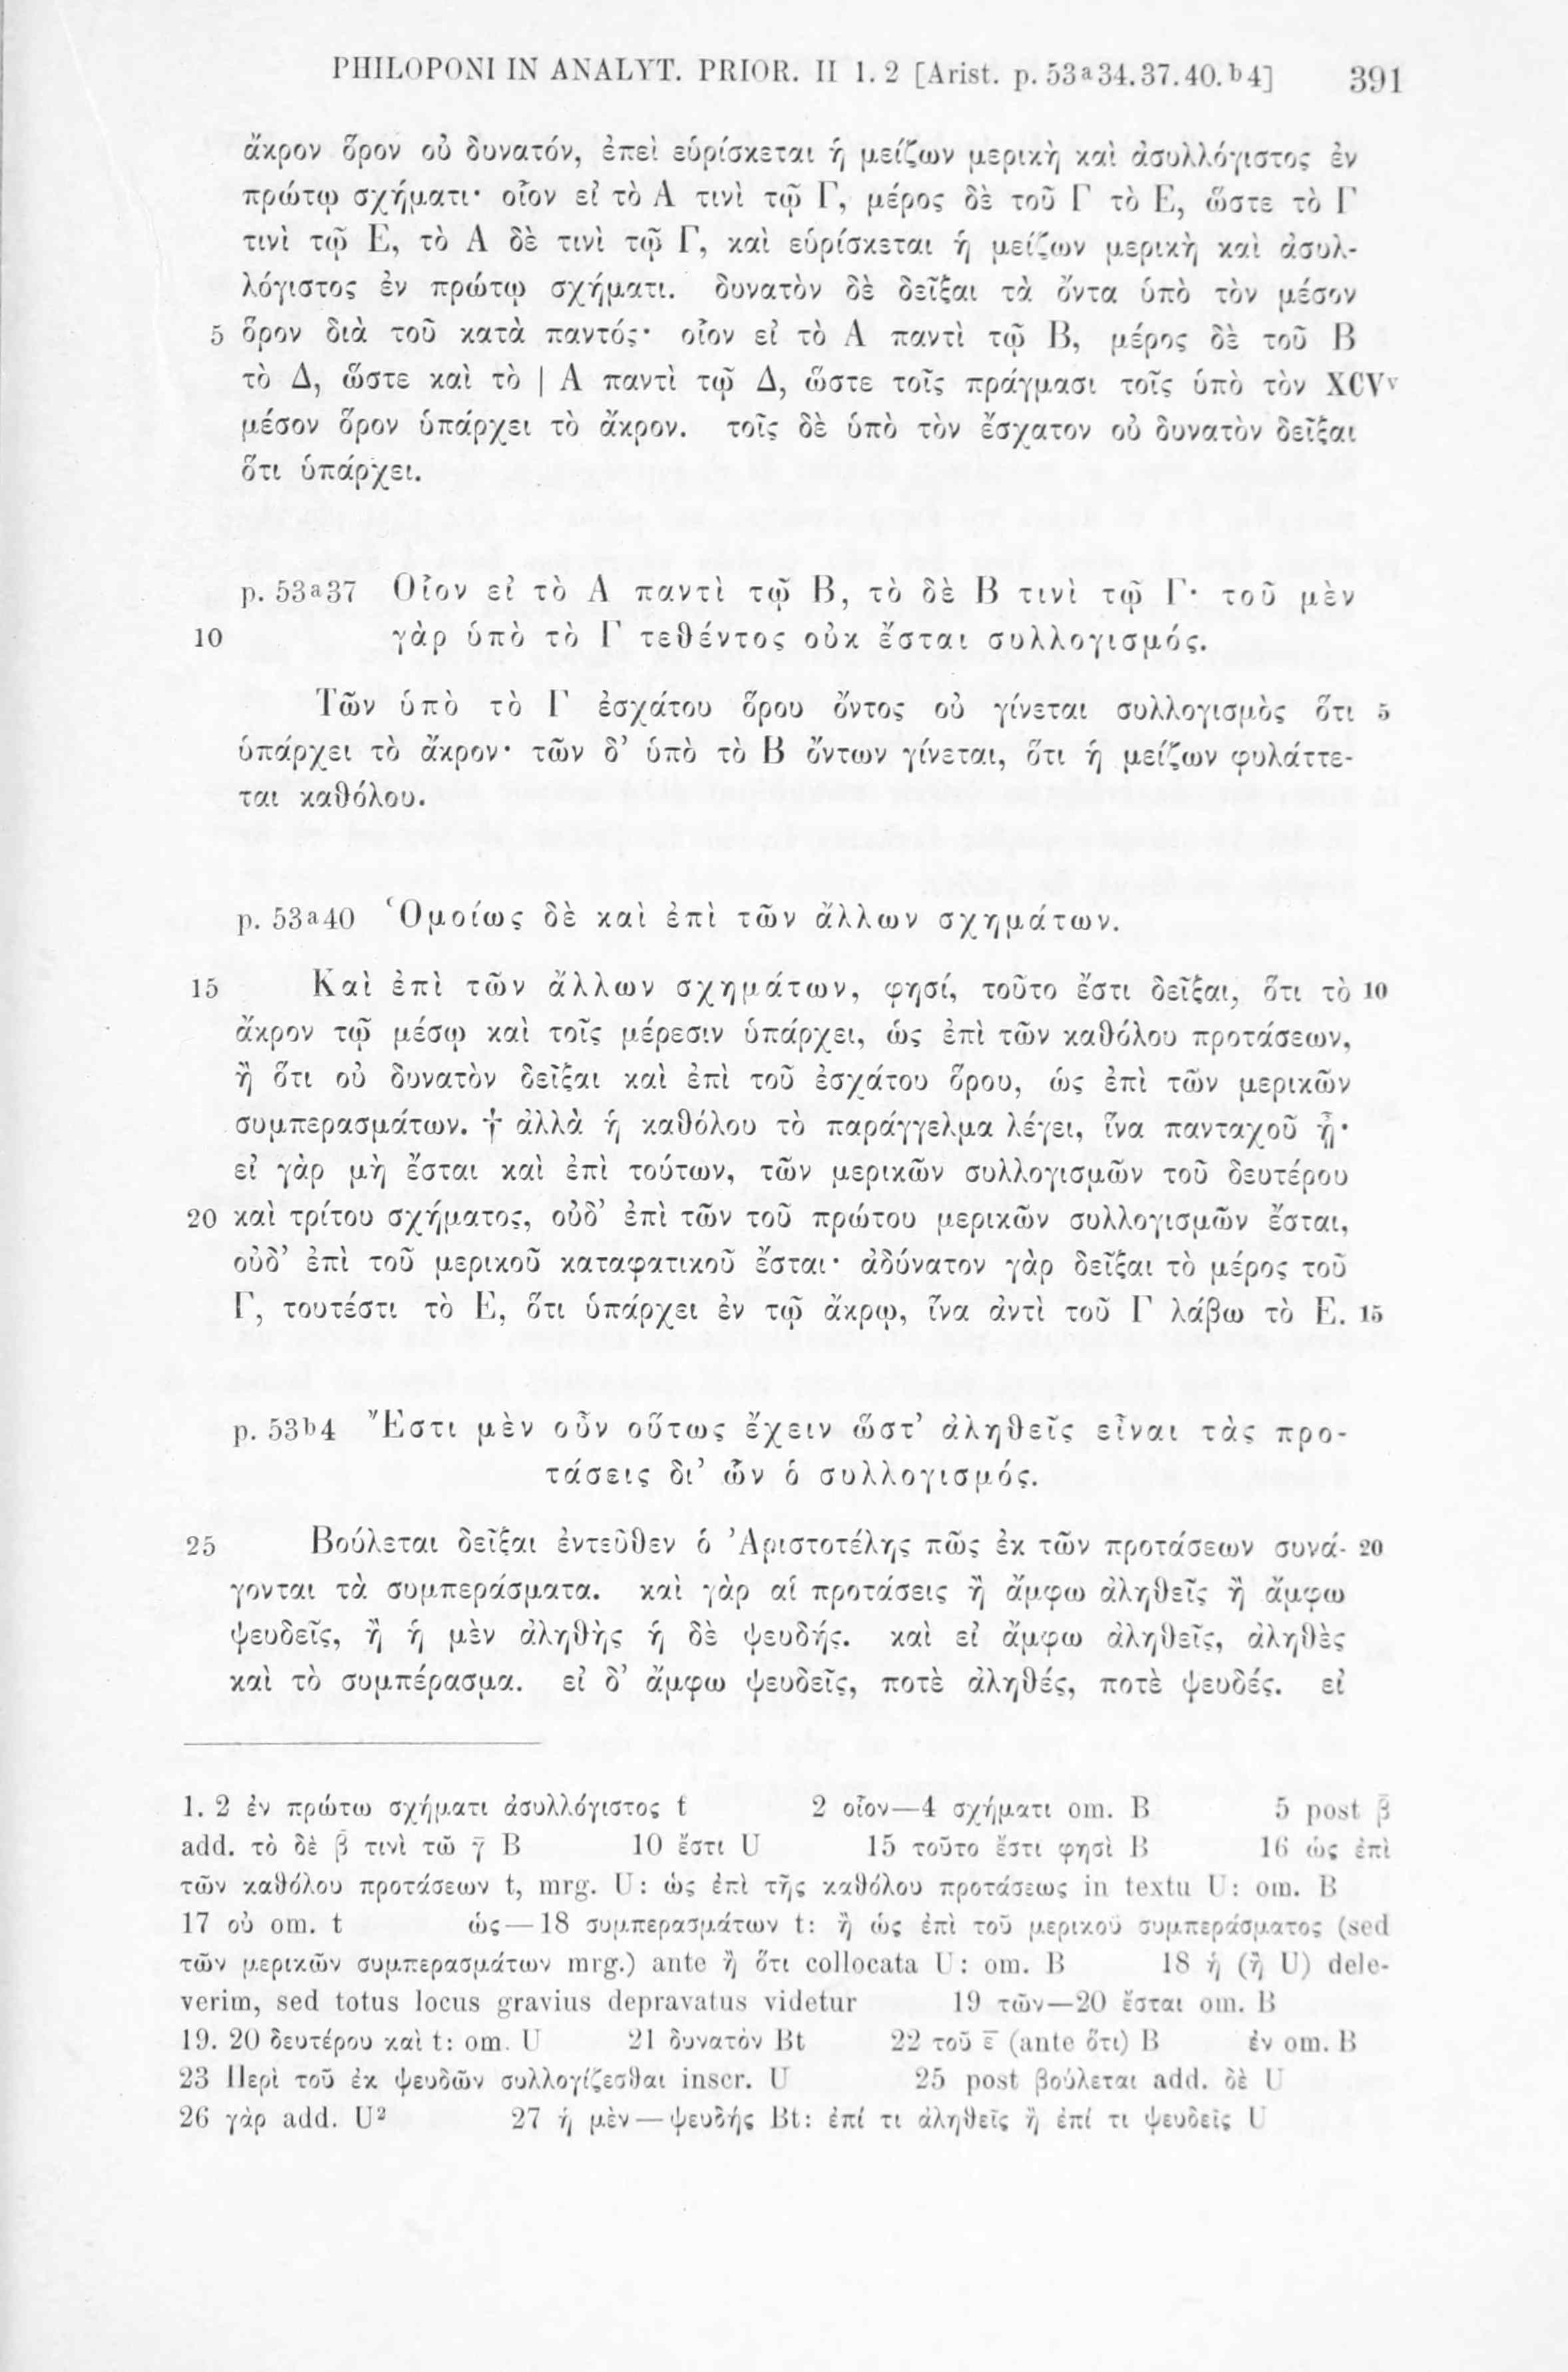 PHILOPONI IN ANALYT. PRIOR. II 1. 2 [Arist. p. 53ᵃ34. 37. 40. ᵇ4] 391
ἄκρον ὅρον οὐ δυνατόν, ἐπεὶ εὑρίσκεται ἡ μείζων μερικὴ καὶ ἀσυλλόγιστος ἐν
πρώτῳ σχήματι· οἷον εἰ τὸ Α τινὶ τῷ Γ, μέρος δὲ τοῦ Γ τὸ Ε, ὥστε τὸ Γ
τινὶ τῷ Ε, τὸ Α δὲ τινὶ τῷ Γ, καὶ εὑρίσκεται ἡ μείζων μερικὴ καὶ ἀσυλ-
λόγιστος ἐν πρώτῳ σχήματι. δυνατὸν δὲ δεῖξαι τὰ ὄντα ὑπὸ τὸν μέσον
5 ὅρον διὰ τοῦ κατὰ παντός· οἷον εἰ τὸ Α παντὶ τῷ Β, μέρος δὲ τοῦ Β
τὸ Δ, ὥστε καὶ τὸ | Α παντὶ τῷ Δ, ὥστε τοῖς πράγμασι τοῖς ὑπὸ τὸν XCVᵛ
μέσον ὅρον ὑπάρχει τὸ ἄκρον. τοῖς δὲ ὑπὸ τὸν ἔσχατον οὐ δυνατὸν δεῖξαι
ὅτι ὑπάρχει.
p. 53ᵃ37 Οἷον εἰ τὸ Α παντὶ τῷ Β, τὸ δὲ Β τινὶ τῷ Γ· τοῦ μὲν
10 γὰρ ὑπὸ τὸ Γ τεθέντος οὐκ ἔσται συλλογισμός.
Τῶν ὑπὸ τὸ Γ ἐσχάτου ὅρου ὄντος οὐ γίνεται συλλογισμὸς ὅτι 5
ὑπάρχει τὸ ἄκρον· τῶν δ’ ὑπὸ τὸ Β ὄντων γίνεται, ὅτι ἡ μείζων φυλάττε-
ται καθόλου.
p. 53ᵃ40 Ὁμοίως δὲ καὶ ἐπὶ τῶν ἄλλων σχημάτων.
15 Καὶ ἐπὶ τῶν ἄλλων σχημάτων, φησί, τοῦτο ἔστι δεῖξαι, ὅτι τὸ 10
ἄκρον τῷ μέσῳ καὶ τοῖς μέρεσιν ὑπάρχει, ὡς ἐπὶ τῶν καθόλου προτάσεων,
ἢ ὅτι οὐ δυνατὸν δεῖξαι καὶ ἐπὶ τοῦ ἐσχάτου ὅρου, ὡς ἐπὶ τῶν μερικῶν
συμπερασμάτων. † ἀλλὰ ἡ καθόλου τὸ παράγγελμα λέγει, ἵνα πανταχοῦ ᾖ·
εἰ γὰρ μὴ ἔσται καὶ ἐπὶ τούτων, τῶν μερικῶν συλλογισμῶν τοῦ δευτέρου
20 καὶ τρίτου σχήματος, οὐδ’ ἐπὶ τῶν τοῦ πρώτου μερικῶν συλλογισμῶν ἔσται,
οὐδ’ ἐπὶ τοῦ μερικοῦ καταφατικοῦ ἔσται· ἀδύνατον γὰρ δεῖξαι τὸ μέρος τοῦ
Γ, τουτέστι τὸ Ε, ὅτι ὑπάρχει ἐν τῷ ἄκρῳ, ἵνα ἀντὶ τοῦ Γ λάβω τὸ Ε. 15
p. 53ᵇ4 Ἔστι μὲν οὖν οὕτως ἔχειν ὥστ’ ἀληθεῖς εἶναι τὰς προ-
τάσεις δι’ ὧν ὁ συλλογισμός.
25 Βούλεται δεῖξαι ἐντεῦθεν ὁ Ἀριστοτέλης πῶς ἐκ τῶν προτάσεων συνά- 20
γονται τὰ συμπεράσματα. καὶ γὰρ αἱ προτάσεις ἢ ἄμφω ἀληθεῖς ἢ ἄμφω
ψευδεῖς, ἢ ἡ μὲν ἀληθὴς ἡ δὲ ψευδής. καὶ εἰ ἄμφω ἀληθεῖς, ἀληθὲς
καὶ τὸ συμπέρασμα. εἰ δ’ ἄμφω ψευδεῖς, ποτὲ ἀληθές, ποτὲ ψευδές. εἰ
1. 2 ἐν πρώτω σχήματι ἀσυλλόγιστος t 2 οἷον—4 σχήματι om. B 5 post β̄
add. τὸ δὲ β̄ τινὶ τῶ γ̄ B 10 ἔστι U 15 τοῦτο ἔστι φησὶ B 16 ὡς ἐπὶ
τῶν καθόλου προτάσεων t, mrg. U: ὡς ἐπὶ τῆς καθόλου προτάσεως in textu U: om. B
17 οὐ om. t ὡς—18 συμπερασμάτων t: ἢ ὡς ἐπὶ τοῦ μερικοῦ συμπεράσματος (sed
τῶν μερικῶν συμπερασμάτων mrg.) ante ἢ ὅτι collocata U: om. B 18 ἡ (ἢ U) dele-
verim, sed totus locus gravius depravatus videtur 19 τῶν—20 ἔσται om. B
19. 20 δευτέρου καὶ t: om. U 21 δυνατὸν Bt 22 τοῦ ε̄ (ante ὅτι) B ἐν om. B
23 Περὶ τοῦ ἐκ ψευδῶν συλλογίζεσθαι inscr. U 25 post βούλεται add. δὲ U
26 γὰρ add. U² 27 ἡ μὲν—ψευδής Bt: ἐπί τι ἀληθεῖς ἢ ἐπί τι ψευδεῖς U